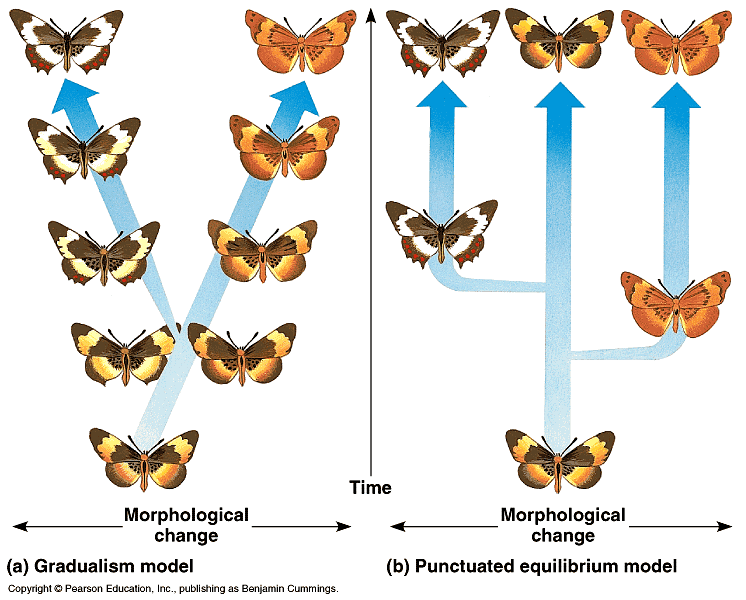 Time
Morphological
change
Morphological
change
(a) Gradualism model
(b) Punctuated equilibrium model
Copyright © Pearson Education, Inc., publishing as Benjamin Cummings.